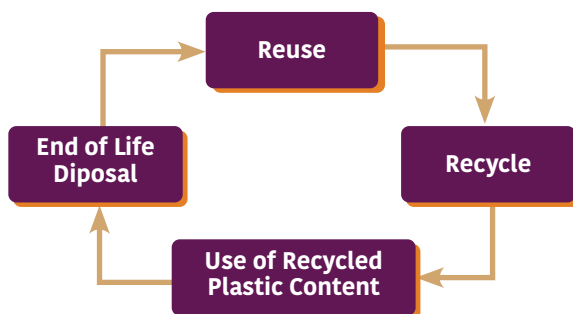 Reuse
Recycle
Use of Recycled
Plastic Content
End of Life
Diposal